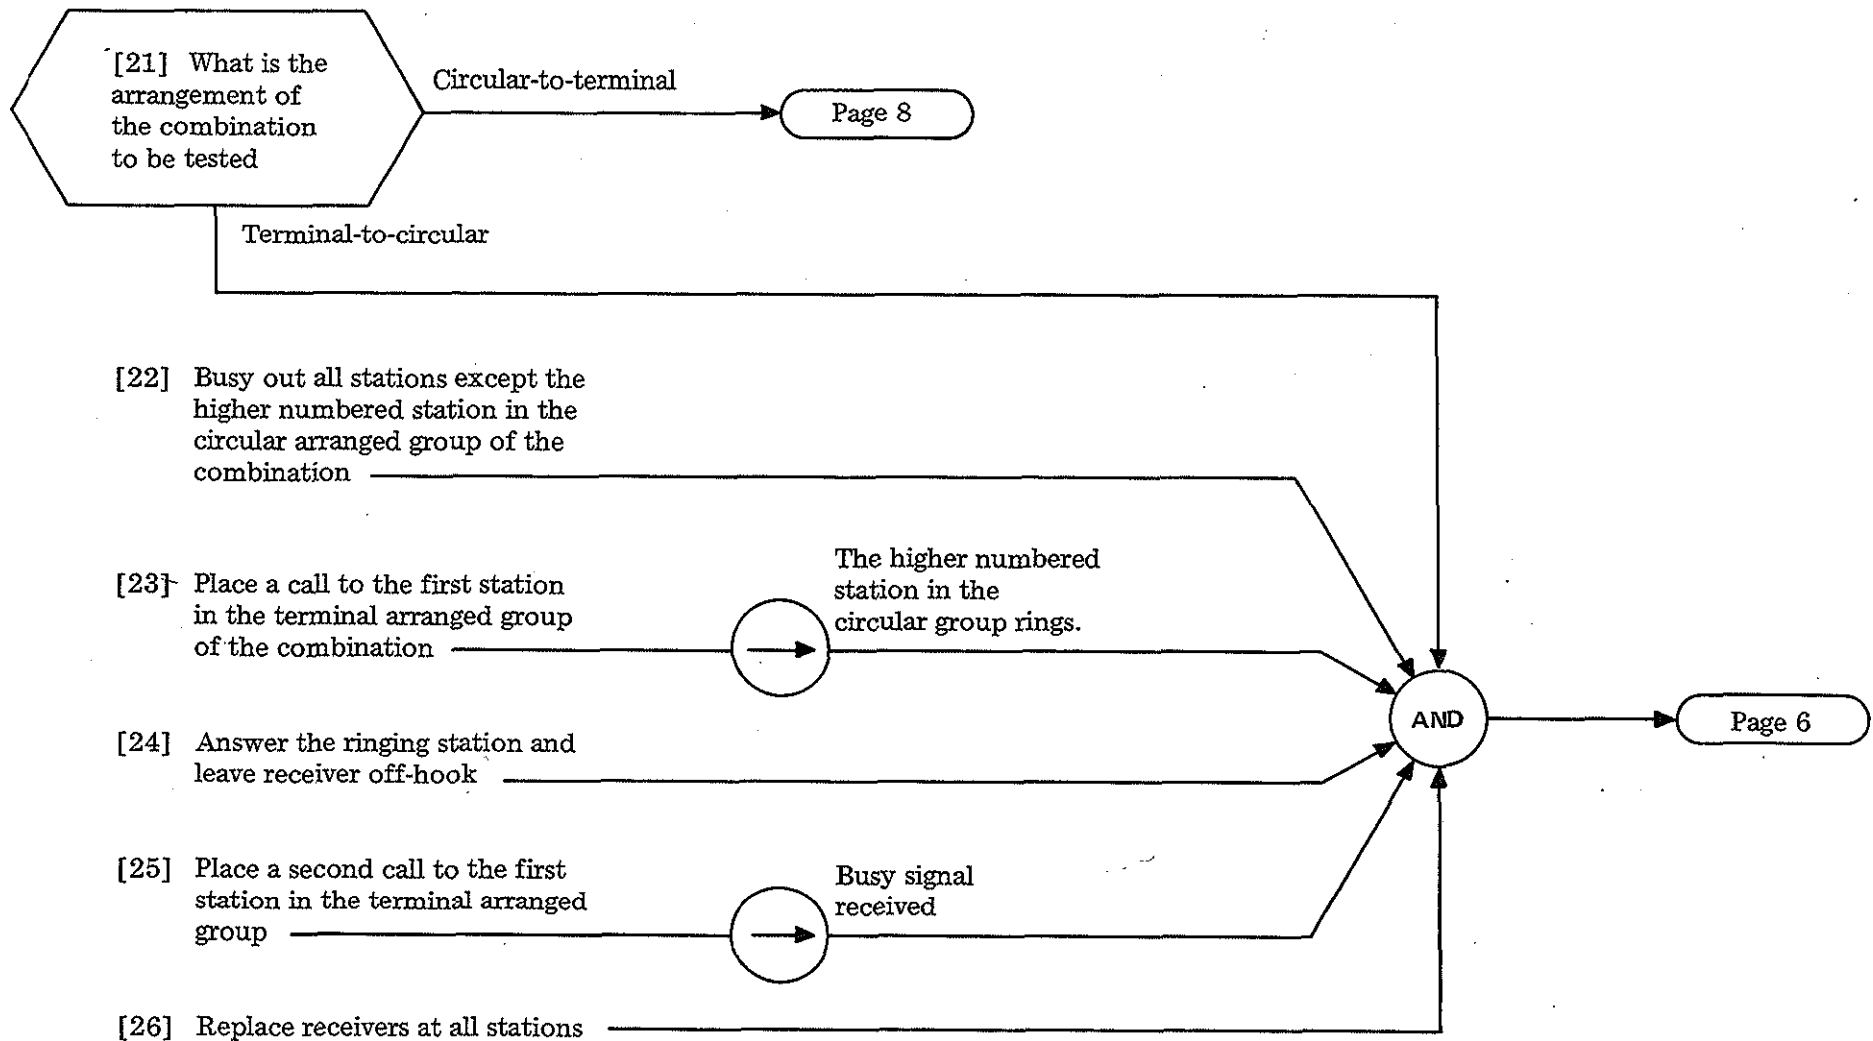 [21] What is the
arrangement of
the combination
to be tested
Circular-to-terminal
Page 8
Terminal-to-circular
[22] Busy out all stations except the
higher numbered station in the
circular arranged group of the
combination
[23] Place a call to the first station
in the terminal arranged group
of the combination
The higher numbered
station in the
circular group rings.
[24] Answer the ringing station and
leave receiver off-hook
AND
Page 6
[25] Place a second call to the first
station in the terminal arranged
group
Busy signal
received
[26] Replace receivers at all stations